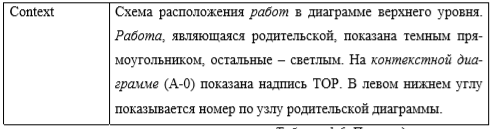 Context
Схема расположения работ в диаграмме верхнего уровня.
Работа, являющаяся родительской, показана темным пря-
моугольником, остальные – светлым. На контекстной диа-
грамме (А-0) показана надпись TOP. В левом нижнем углу
показывается номер по узлу родительской диаграммы.